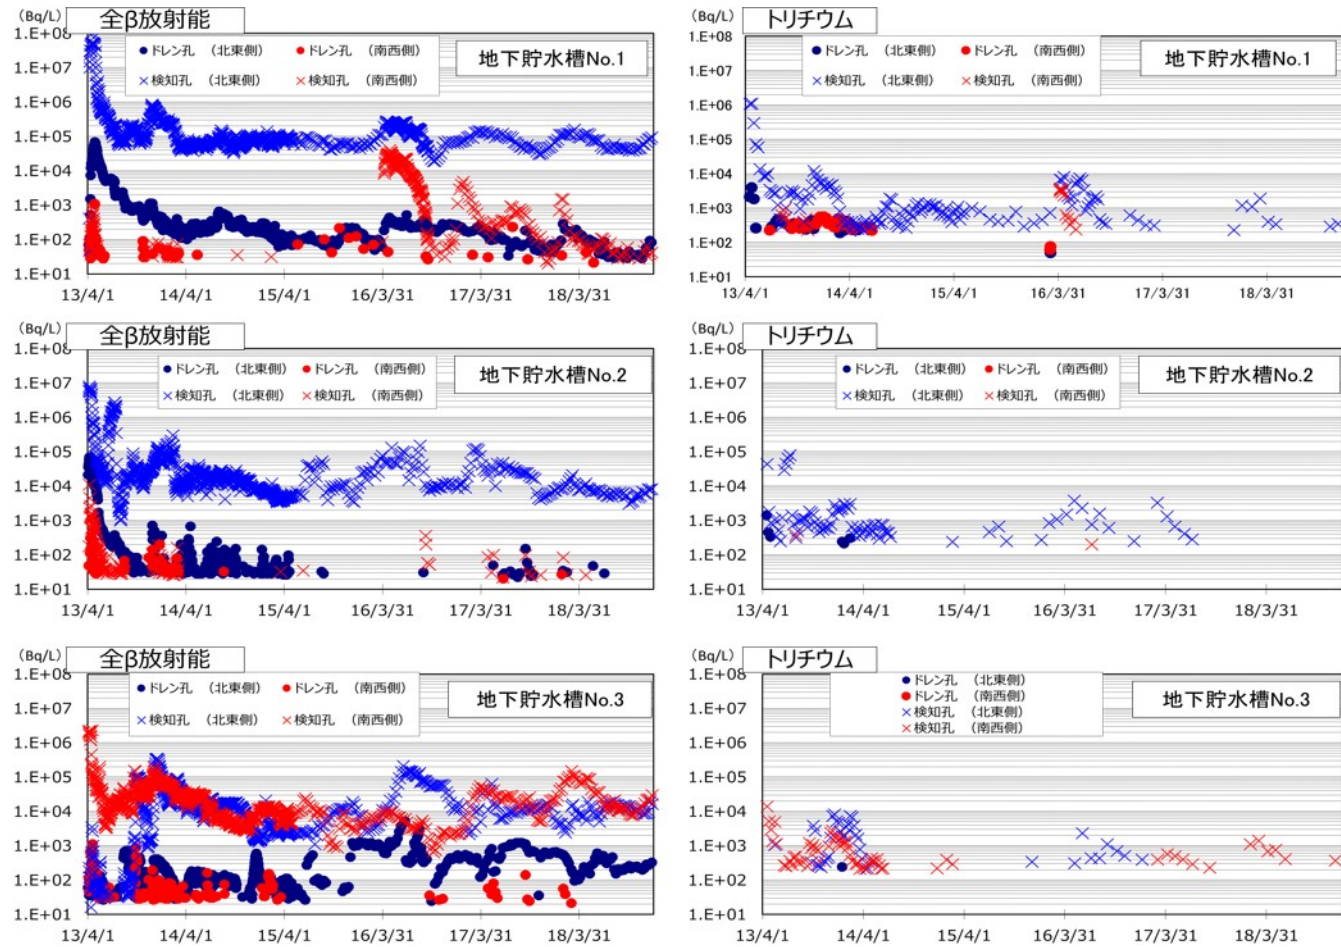 (Bq/L)
全β放射能
地下貯水槽No.1
●ドレン孔 （北東側） ●ドレン孔 （南西側）
×検知孔 （北東側） ×検知孔 （南西側）
1.E+08
1.E+07
1.E+06
1.E+05
1.E+04
1.E+03
1.E+02
1.E+01
13/4/1 14/4/1 15/4/1 16/3/31 17/3/31 18/3/31
(Bq/L)
トリチウム
地下貯水槽No.1
●ドレン孔 （北東側） ●ドレン孔 （南西側）
×検知孔 （北東側） ×検知孔 （南西側）
1.E+08
1.E+07
1.E+06
1.E+05
1.E+04
1.E+03
1.E+02
1.E+01
13/4/1 14/4/1 15/4/1 16/3/31 17/3/31 18/3/31
(Bq/L)
全β放射能
地下貯水槽No.2
●ドレン孔 （北東側） ●ドレン孔 （南西側）
×検知孔 （北東側） ×検知孔 （南西側）
1.E+08
1.E+07
1.E+06
1.E+05
1.E+04
1.E+03
1.E+02
1.E+01
13/4/1 14/4/1 15/4/1 16/3/31 17/3/31 18/3/31
(Bq/L)
トリチウム
地下貯水槽No.2
●ドレン孔 （北東側） ●ドレン孔 （南西側）
×検知孔 （北東側） ×検知孔 （南西側）
1.E+08
1.E+07
1.E+06
1.E+05
1.E+04
1.E+03
1.E+02
1.E+01
13/4/1 14/4/1 15/4/1 16/3/31 17/3/31 18/3/31
(Bq/L)
全β放射能
地下貯水槽No.3
●ドレン孔 （北東側） ●ドレン孔 （南西側）
×検知孔 （北東側） ×検知孔 （南西側）
1.E+08
1.E+07
1.E+06
1.E+05
1.E+04
1.E+03
1.E+02
1.E+01
13/4/1 14/4/1 15/4/1 16/3/31 17/3/31 18/3/31
(Bq/L)
トリチウム
地下貯水槽No.3
●ドレン孔 （北東側）
●ドレン孔 （南西側）
×検知孔 （北東側）
×検知孔 （南西側）
1.E+08
1.E+07
1.E+06
1.E+05
1.E+04
1.E+03
1.E+02
1.E+01
13/4/1 14/4/1 15/4/1 16/3/31 17/3/31 18/3/31